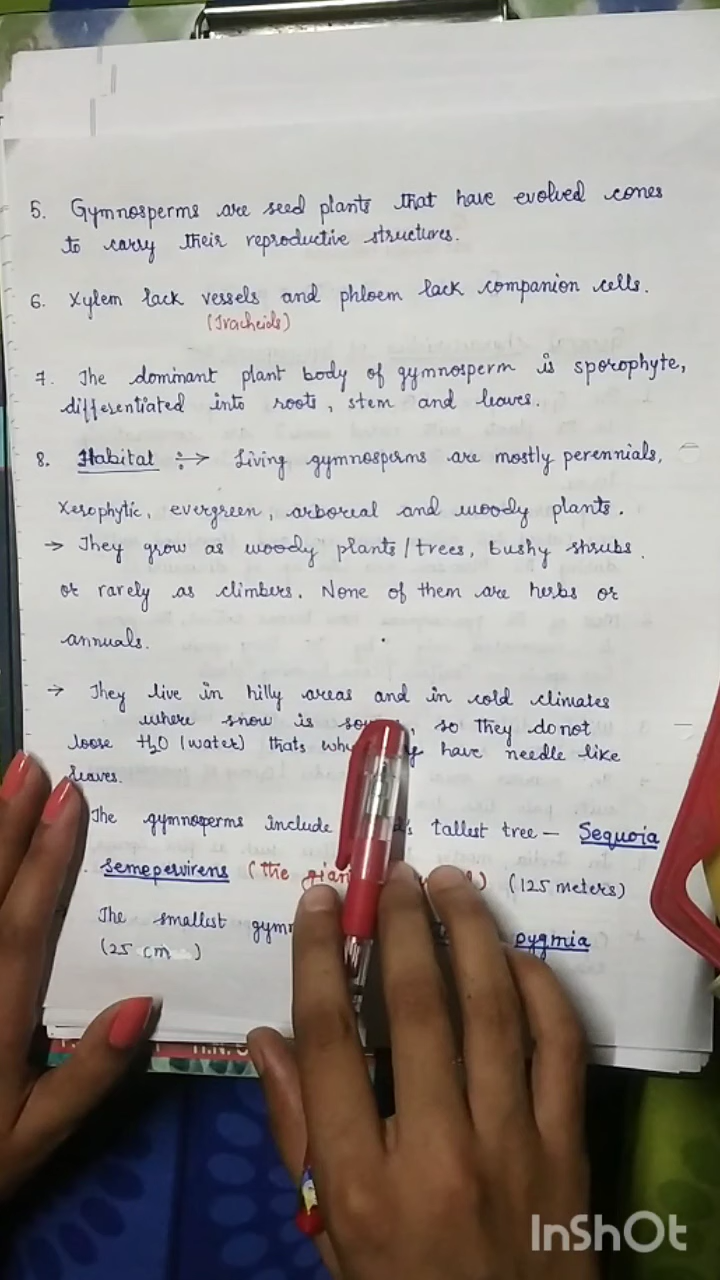 5. Gymnosperms are seed plants that have evolved cones
to carry their reproductive structures.
6. Xylem lack vessels and phloem lack companion cells.
(Tracheids)
7. The dominant plant body of gymnosperm is sporophyte,
differentiated into roots, stem and leaves.
8. Habital ÷→ Living gymnosperms are mostly perennials,
Xerophytic, evergreen, arboreal and woody plants.
→ They grow as woody plants/trees, bushy shrubs
or rarely as climbers. None of them are herbs or
annuals.
→ They live in hilly areas and in cold climates
where snow is , so they do not
loose H2O (water) thats have needle like
leaves.
The gymnosperms include tallest tree — Sequoia
semepervirens (the (125 meters)
The smallest pygmia
(25 cm )
InShOt